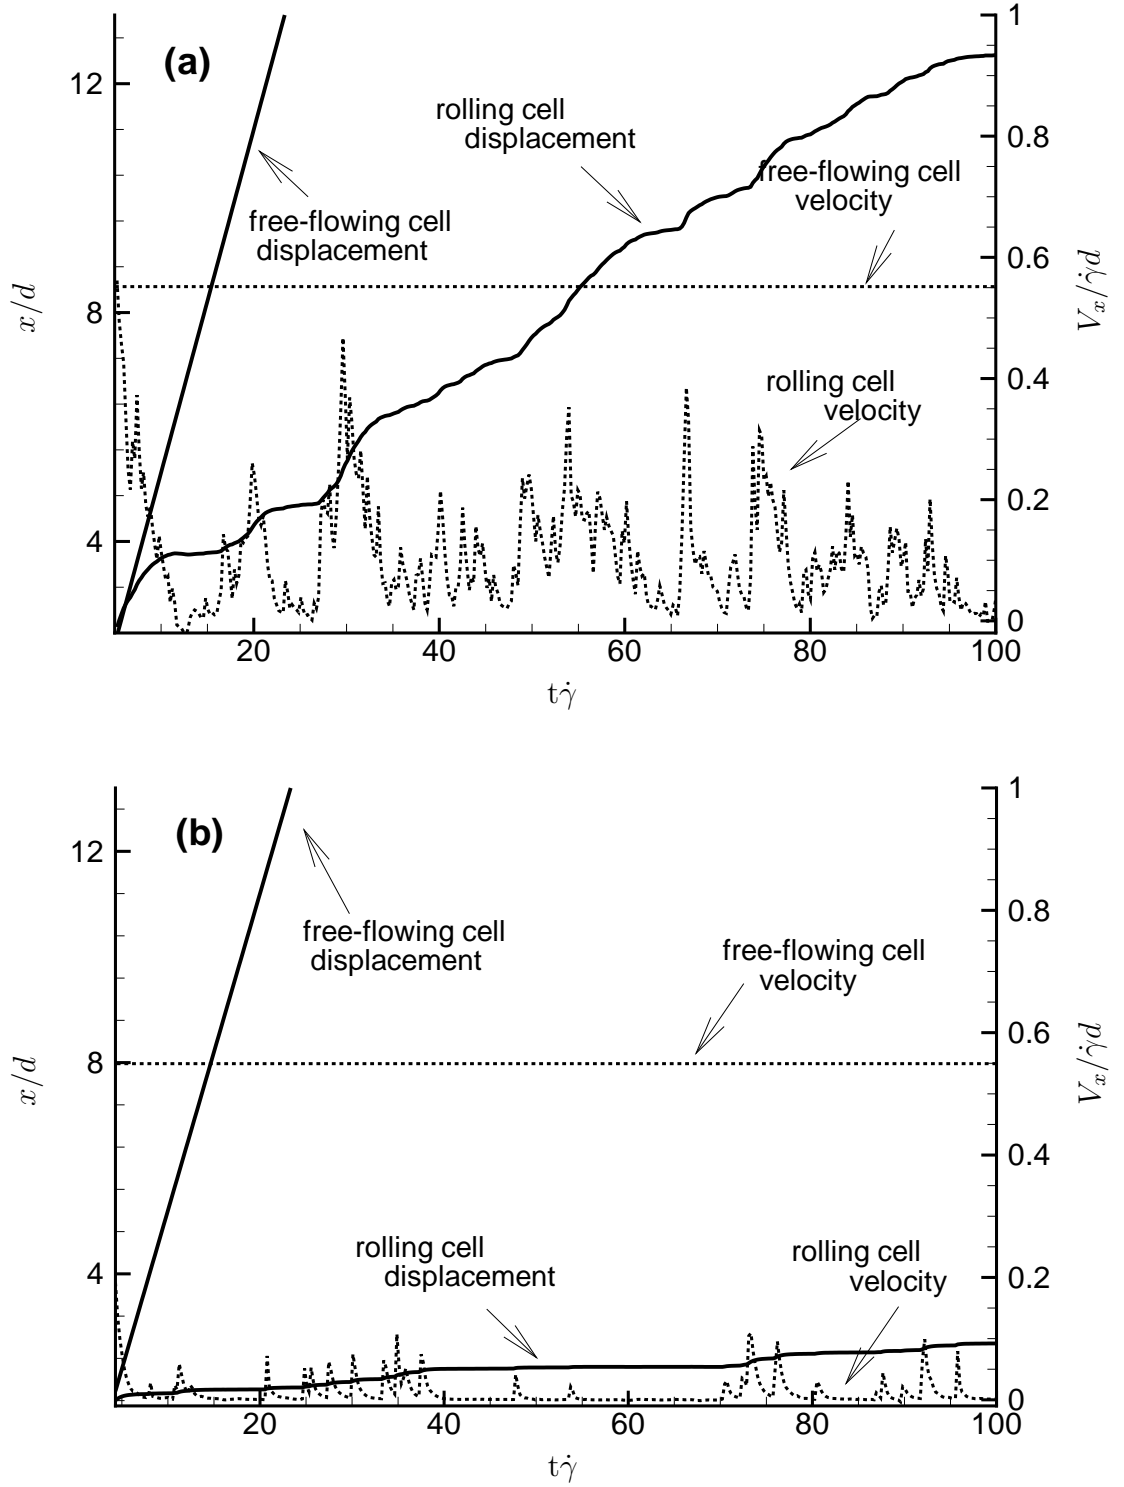 (a)
1
12
rolling cell
displacement
0.8
free-flowing cell
velocity
free-flowing cell
displacement
0.6
x/d
8
V_x/γ̇d
0.4
rolling cell
velocity
0.2
4
0
20
40
60
80
100
tγ̇
(b)
1
12
free-flowing cell
displacement
0.8
free-flowing cell
velocity
0.6
x/d
8
V_x/γ̇d
0.4
rolling cell
displacement
rolling cell
velocity
4
0.2
0
20
40
60
80
100
tγ̇